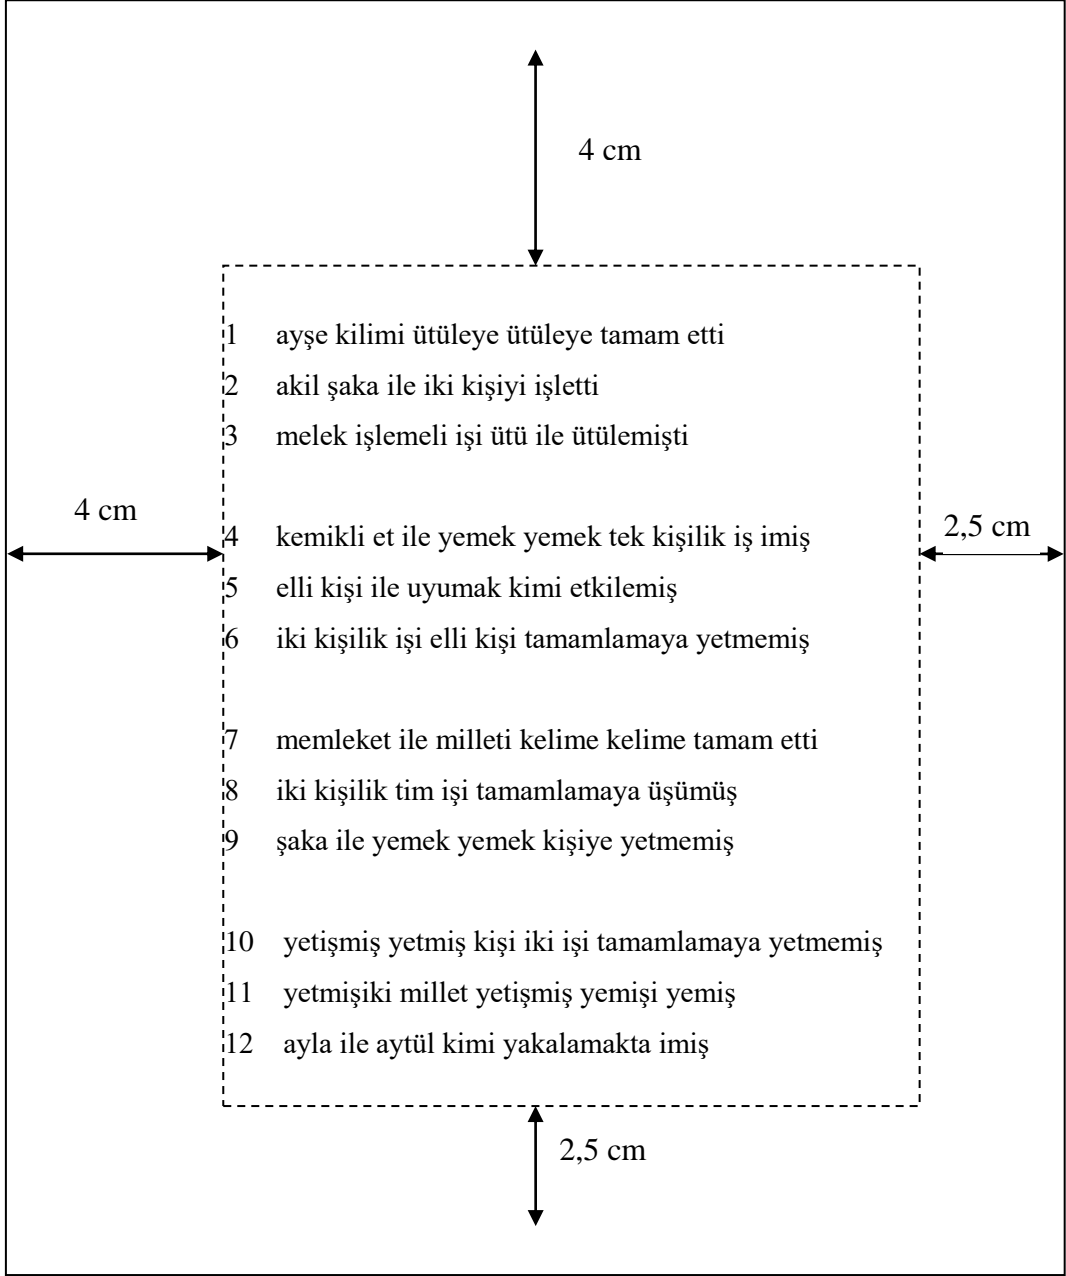 4 cm
1 ayşe kilimi ütüleye ütüleye tamam etti
2 akil şaka ile iki kişiyi işletti
3 melek işlemeli işi ütü ile ütülemişti
4 cm
2,5 cm
4 kemikli et ile yemek yemek tek kişilik iş imiş
5 elli kişi ile uyumak kimi etkilemiş
6 iki kişilik işi elli kişi tamamlamaya yetmemiş
7 memleket ile milleti kelime kelime tamam etti
8 iki kişilik tim işi tamamlamaya üşümüş
9 şaka ile yemek yemek kişiye yetmemiş
10 yetişmiş yetmiş kişi iki işi tamamlamaya yetmemiş
11 yetmişiki millet yetişmiş yemişi yemiş
12 ayla ile aytül kimi yakalamakta imiş
2,5 cm